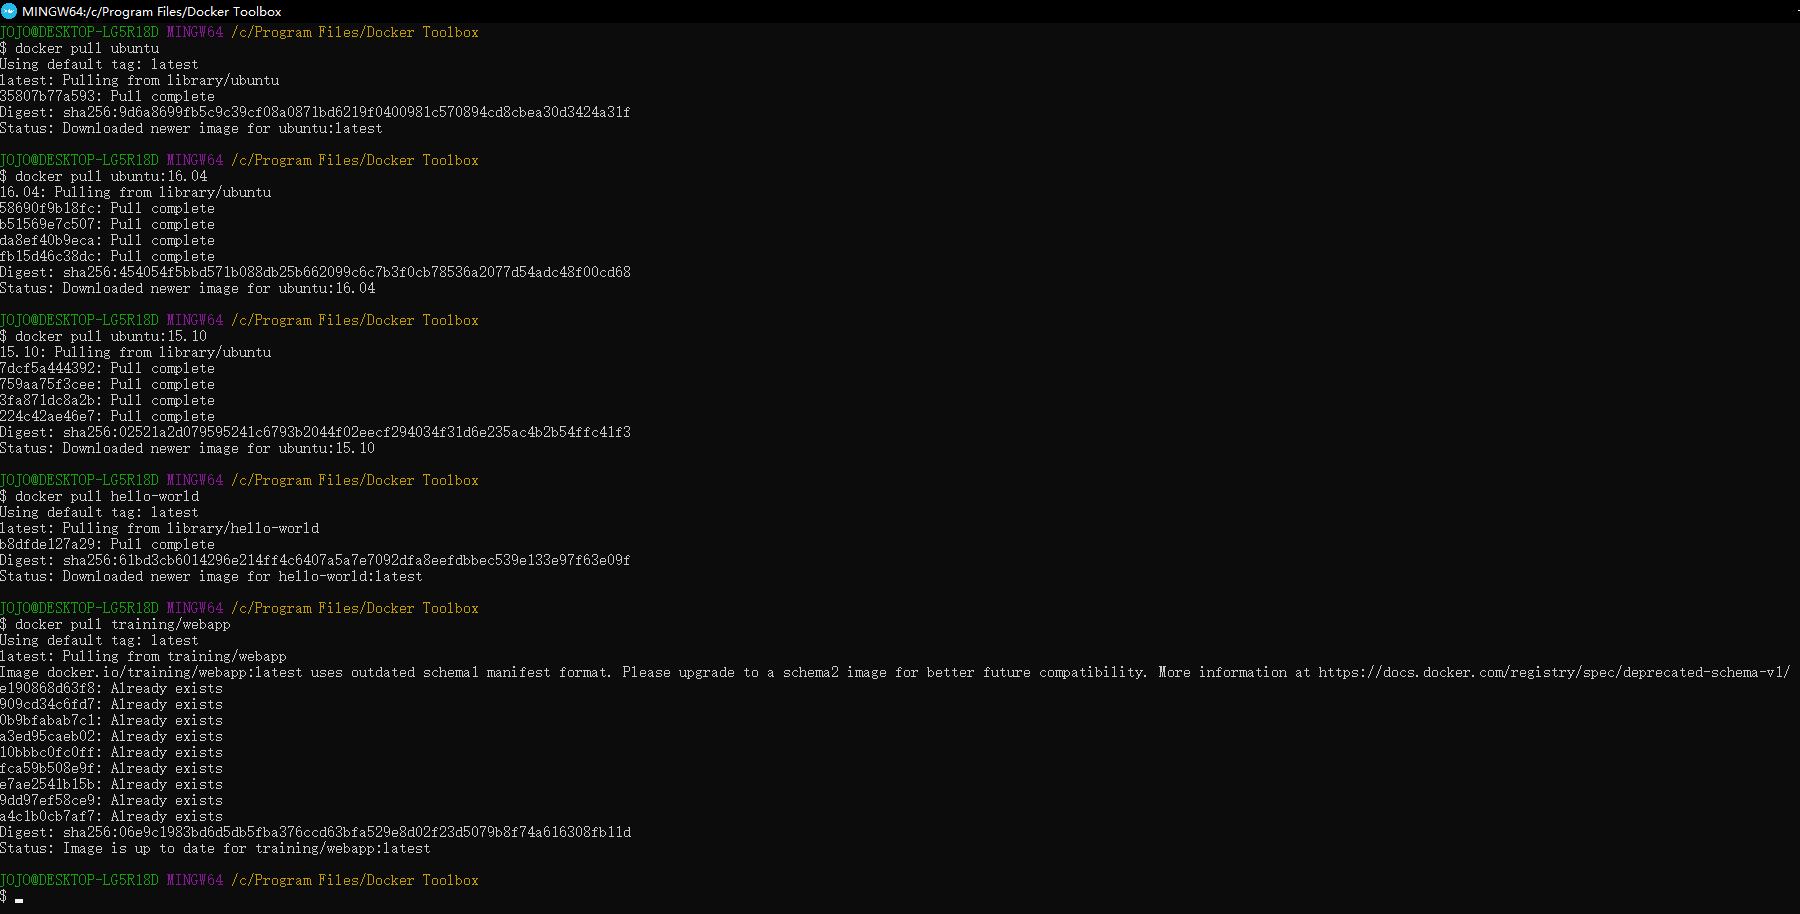 MINGW64:/c/Program Files/Docker Toolbox
JOJO@DESKTOP-LG5R18D MINGW64 /c/Program Files/Docker Toolbox
$ docker pull ubuntu
Using default tag: latest
latest: Pulling from library/ubuntu
35807b77a593: Pull complete
Digest: sha256:9d6a8699fb5c9c39cf08a0871bd6219f0400981c570894cd8cbea30d3424a31f
Status: Downloaded newer image for ubuntu:latest
JOJO@DESKTOP-LG5R18D MINGW64 /c/Program Files/Docker Toolbox
$ docker pull ubuntu:16.04
16.04: Pulling from library/ubuntu
58690f9b18fc: Pull complete
b51569e7c507: Pull complete
da8ef40b9eca: Pull complete
fb15d46c38dc: Pull complete
Digest: sha256:454054f5bbd571b088db25b662099c6c7b3f0cb78536a2077d54adc48f00cd68
Status: Downloaded newer image for ubuntu:16.04
JOJO@DESKTOP-LG5R18D MINGW64 /c/Program Files/Docker Toolbox
$ docker pull ubuntu:15.10
15.10: Pulling from library/ubuntu
7dcf5a444392: Pull complete
759aa75f3cee: Pull complete
3fa871dc8a2b: Pull complete
224c42ae46e7: Pull complete
Digest: sha256:02521a2d079595241c6793b2044f02eecf294034f31d6e235ac4b2b54ffc41f3
Status: Downloaded newer image for ubuntu:15.10
JOJO@DESKTOP-LG5R18D MINGW64 /c/Program Files/Docker Toolbox
$ docker pull hello-world
Using default tag: latest
latest: Pulling from library/hello-world
b8dfde127a29: Pull complete
Digest: sha256:61bd3cb6014296e214ff4c6407a5a7e7092dfa8eefdbbec539e133e97f63e09f
Status: Downloaded newer image for hello-world:latest
JOJO@DESKTOP-LG5R18D MINGW64 /c/Program Files/Docker Toolbox
$ docker pull training/webapp
Using default tag: latest
latest: Pulling from training/webapp
Image docker.io/training/webapp:latest uses outdated schema1 manifest format. Please upgrade to a schema2 image for better future compatibility. More information at https://docs.docker.com/registry/spec/deprecated-schema-v1/
e190868d63f8: Already exists
909cd34c6fd7: Already exists
0b9bfabab7c1: Already exists
a3ed95caeb02: Already exists
10bbbc0fc0ff: Already exists
fca59b508e9f: Already exists
e7ae2541b15b: Already exists
9dd97ef58ce9: Already exists
a4c1b0cb7af7: Already exists
Digest: sha256:06e9c1983bd6d5db5fba376ccd63bfa529e8d02f23d5079b8f74a616308fb11d
Status: Image is up to date for training/webapp:latest
JOJO@DESKTOP-LG5R18D MINGW64 /c/Program Files/Docker Toolbox
$